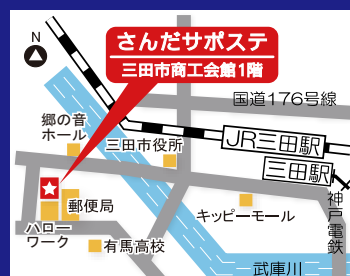 N
さんだサポステ
三田市商工会館1階
国道176号線
郷の音
ホール
三田市役所
JR三田駅
三田駅
神戸電鉄
郵便局
キッピーモール
ハロー
ワーク
有馬高校
武庫川